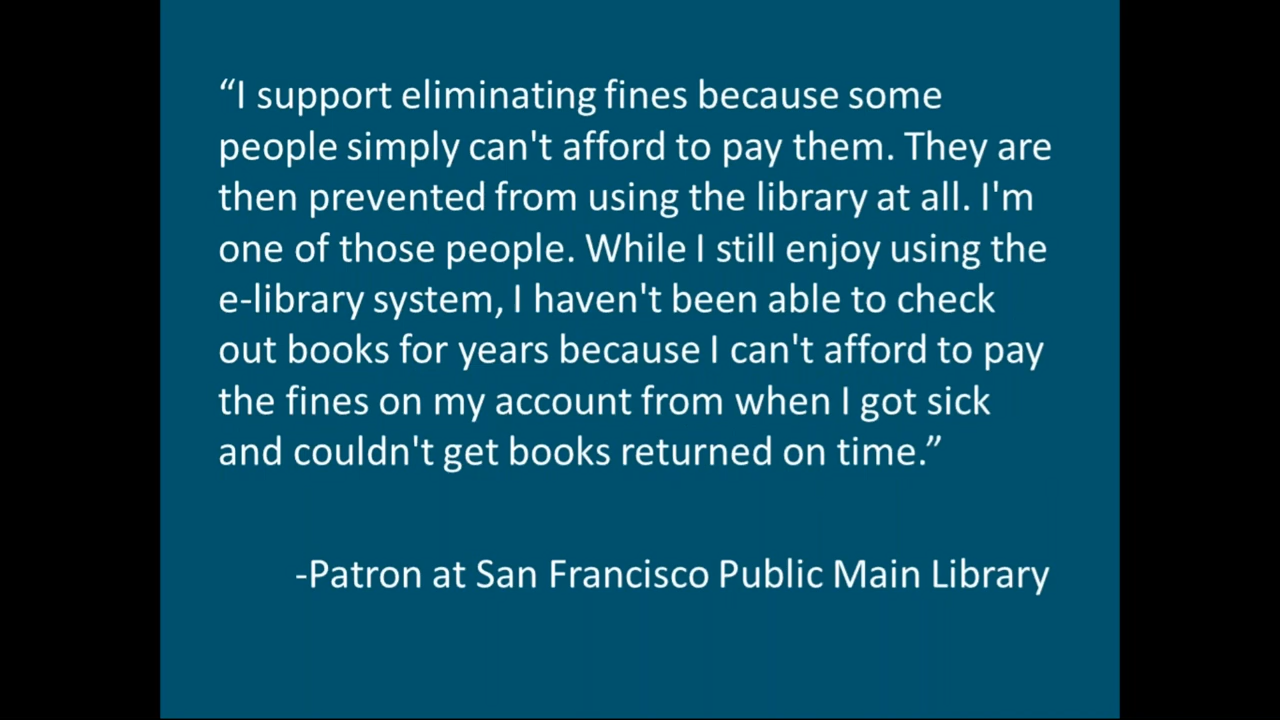 “I support eliminating fines because some
people simply can't afford to pay them. They are
then prevented from using the library at all. I'm
one of those people. While I still enjoy using the
e-library system, I haven't been able to check
out books for years because I can't afford to pay
the fines on my account from when I got sick
and couldn't get books returned on time.”
-Patron at San Francisco Public Main Library